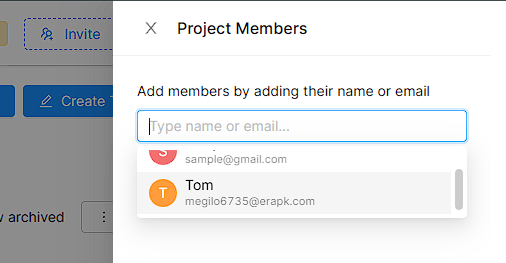 Invite
Project Members
Create T
Add members by adding their name or email
Type name or email...
S
sample@gmail.com
T
Tom
megilo6735@erapk.com
w archived